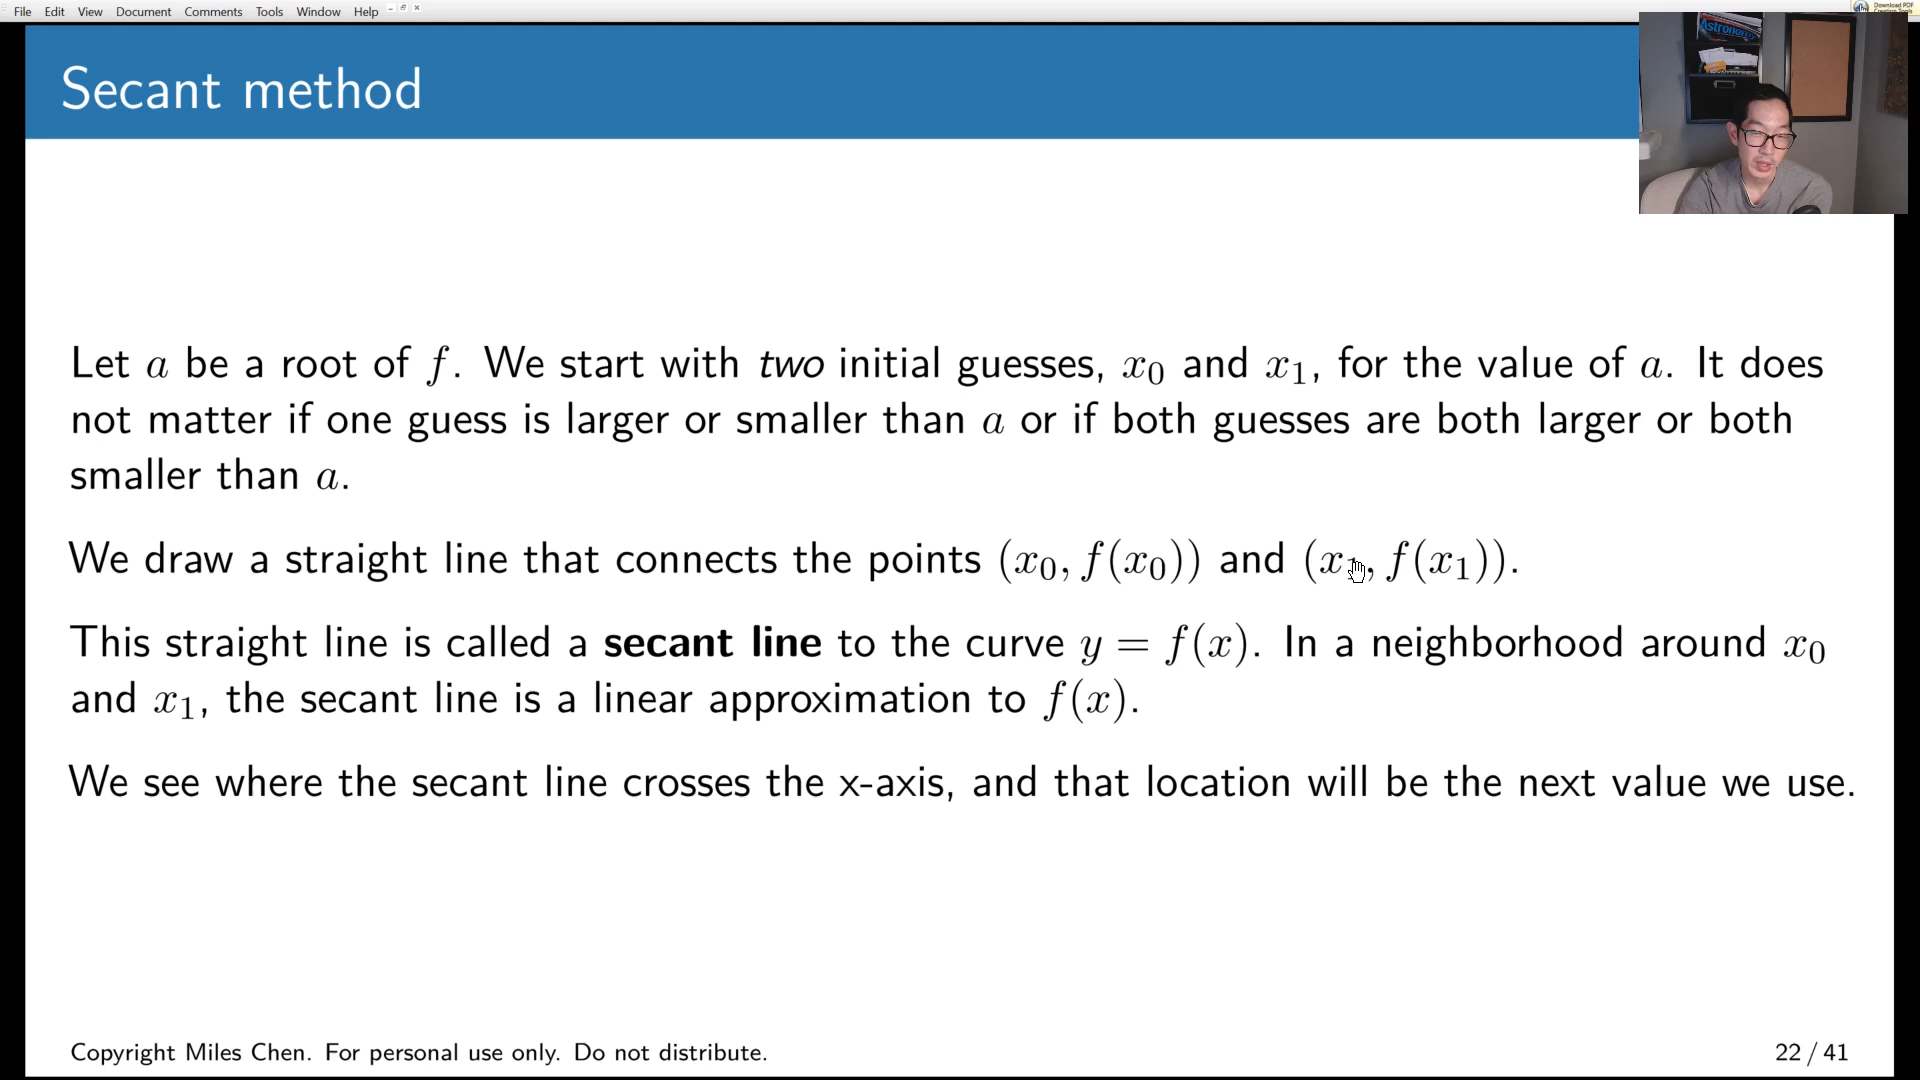 File Edit View Document Comments Tools Window Help
Download PDF
Creation Tools
Astronomy
Secant method
Let a be a root of f. We start with two initial guesses, x₀ and x₁, for the value of a. It does
not matter if one guess is larger or smaller than a or if both guesses are both larger or both
smaller than a.
We draw a straight line that connects the points (x₀, f(x₀)) and (x₁, f(x₁)).
This straight line is called a secant line to the curve y = f(x). In a neighborhood around x₀
and x₁, the secant line is a linear approximation to f(x).
We see where the secant line crosses the x-axis, and that location will be the next value we use.
Copyright Miles Chen. For personal use only. Do not distribute.
22 / 41